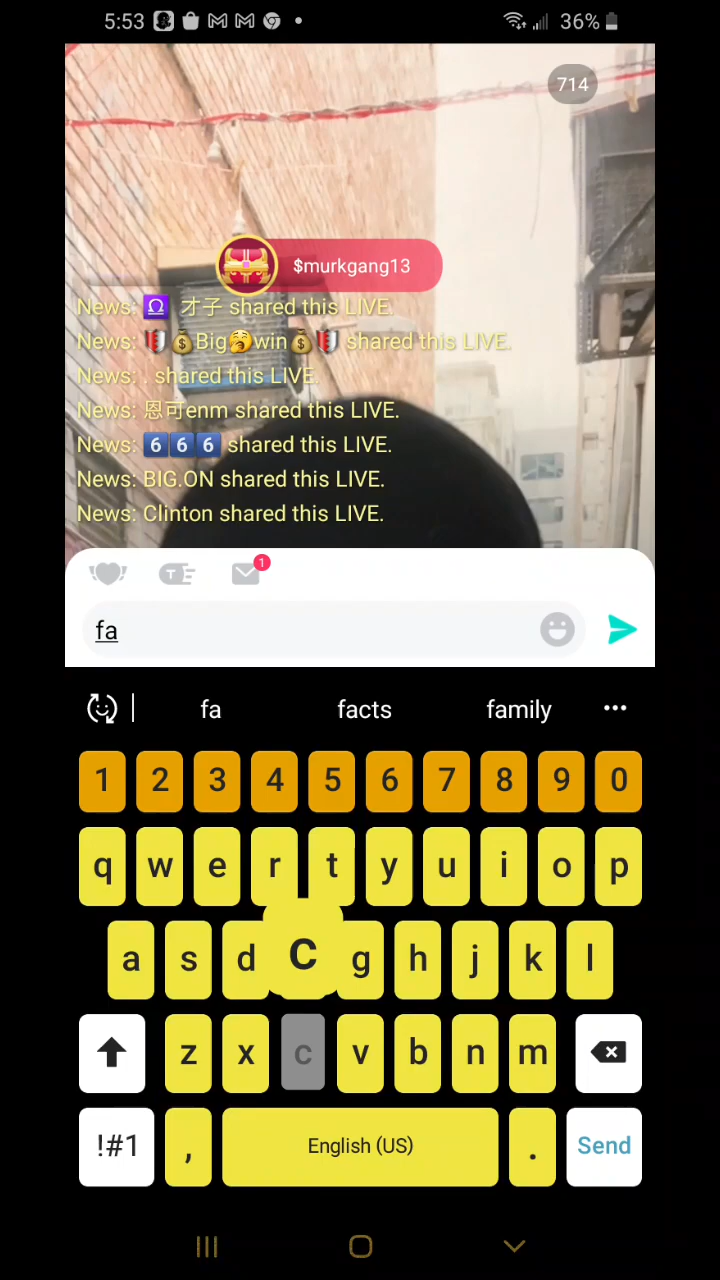 5:53 36%
714
$murkgang13
News: ♎ 才子 shared this LIVE.
News: 💰Big🥱win💰 shared this LIVE.
News: . shared this LIVE.
News: 恩可enm shared this LIVE.
News: 6 6 6 shared this LIVE.
News: BIG.ON shared this LIVE.
News: Clinton shared this LIVE.
T 1
fa
fa facts family
1 2 3 4 5 6 7 8 9 0
q w e r t y u i o p
a s d c g h j k l
z x c v b n m
!#1 , English (US) . Send